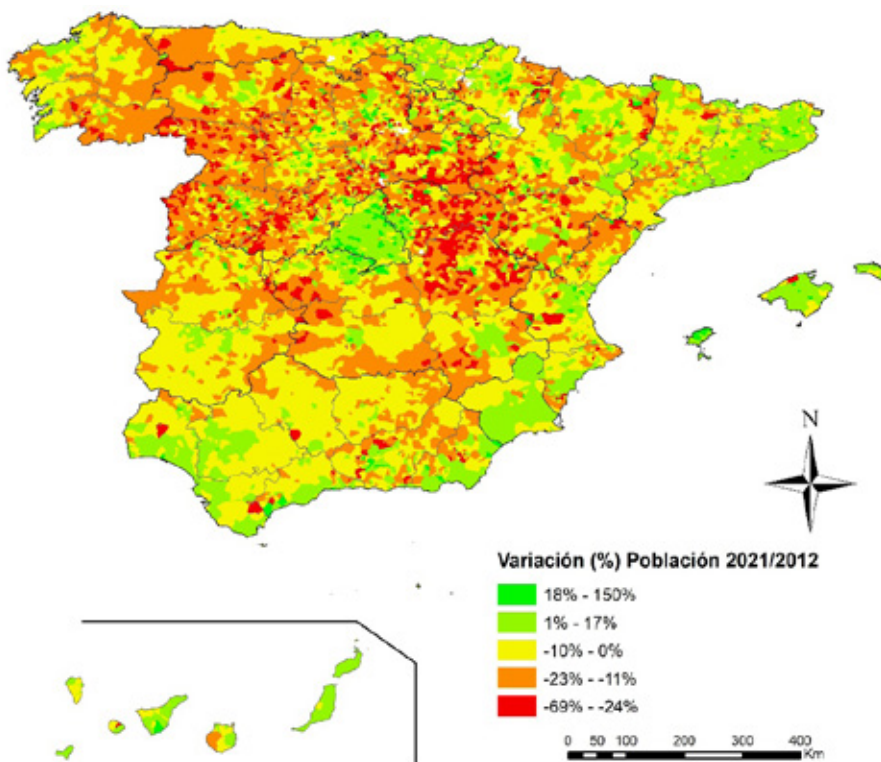 N
Variación (%) Población 2021/2012
18% - 150%
1% - 17%
-10% - 0%
-23% - -11%
-69% - -24%
0 25 50 100 200 300 400
Km